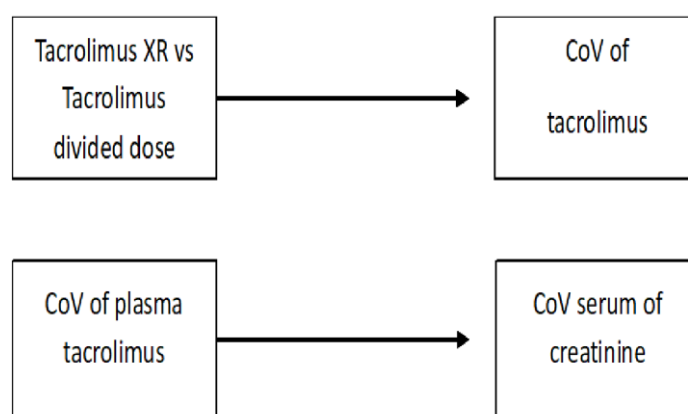 Tacrolimus XR vs
Tacrolimus
divided dose
CoV of
tacrolimus
CoV of plasma
tacrolimus
CoV serum of
creatinine